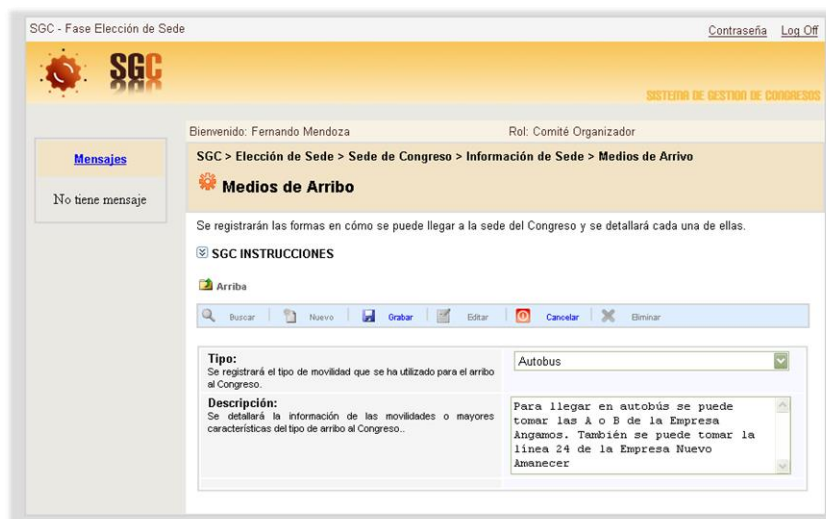 SGC - Fase Elección de Sede
Contraseña Log Off
SGC
SISTEMA DE GESTION DE CONGRESOS
Bienvenido: Fernando Mendoza Rol: Comité Organizador
Mensajes
No tiene mensaje
SGC > Elección de Sede > Sede de Congreso > Información de Sede > Medios de Arrivo
Medios de Arribo
Se registrarán las formas en cómo se puede llegar a la sede del Congreso y se detallará cada una de ellas.
SGC INSTRUCCIONES
Arriba
Buscar Nuevo Grabar Editar Cancelar Eliminar
Tipo:
Se registrará el tipo de movilidad que se ha utilizado para el arribo
al Congreso.
Autobus
Descripción:
Se detallará la información de las movilidades o mayores
características del tipo de arribo al Congreso..
Para llegar en autobús se puede
tomar las A o B de la Empresa
Angamos. También se puede tomar la
línea 24 de la Empresa Nuevo
Amanecer